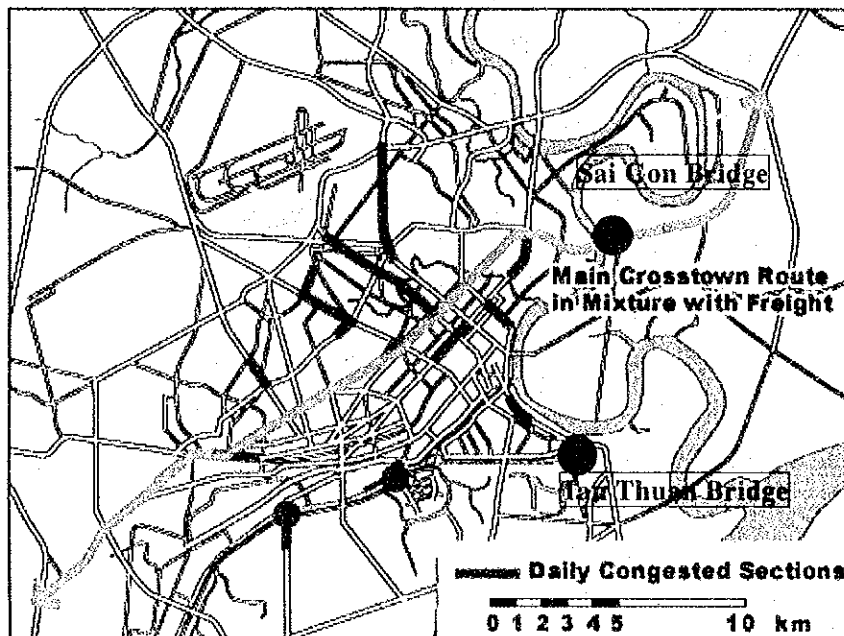 Sai Gon Bridge
Main Crosstown Route
in Mixture with Freight
Tan Thuan Bridge
Daily Congested Sections
0 1 2 3 4 5 10 km